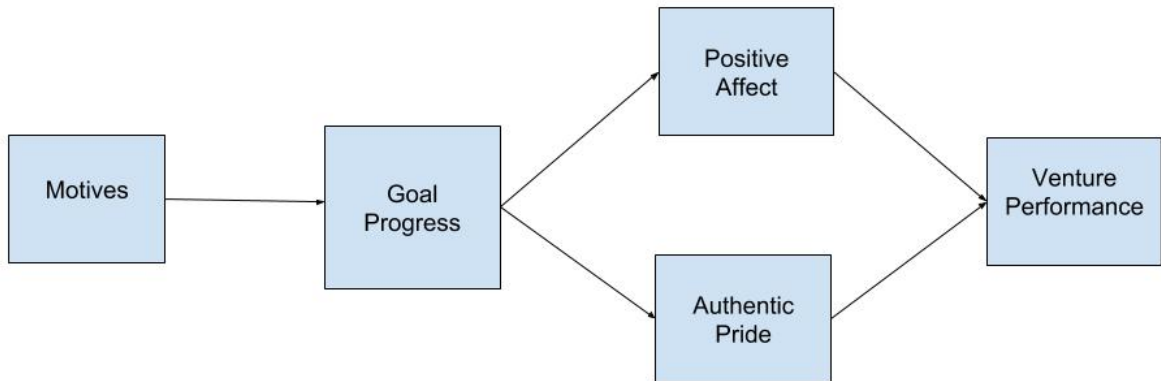 Motives
Goal
Progress
Positive
Affect
Authentic
Pride
Venture
Performance